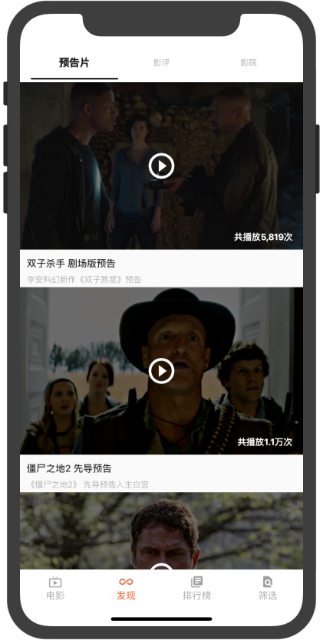 预告片 影评 影院
共播放5,819次
双子杀手 剧场版预告
李安科幻新作《双子煞星》预告
共播放1.1万次
僵尸之地2 先导预告
《僵尸之地2》 先导预告入主白宫
电影 发现 排行榜 筛选